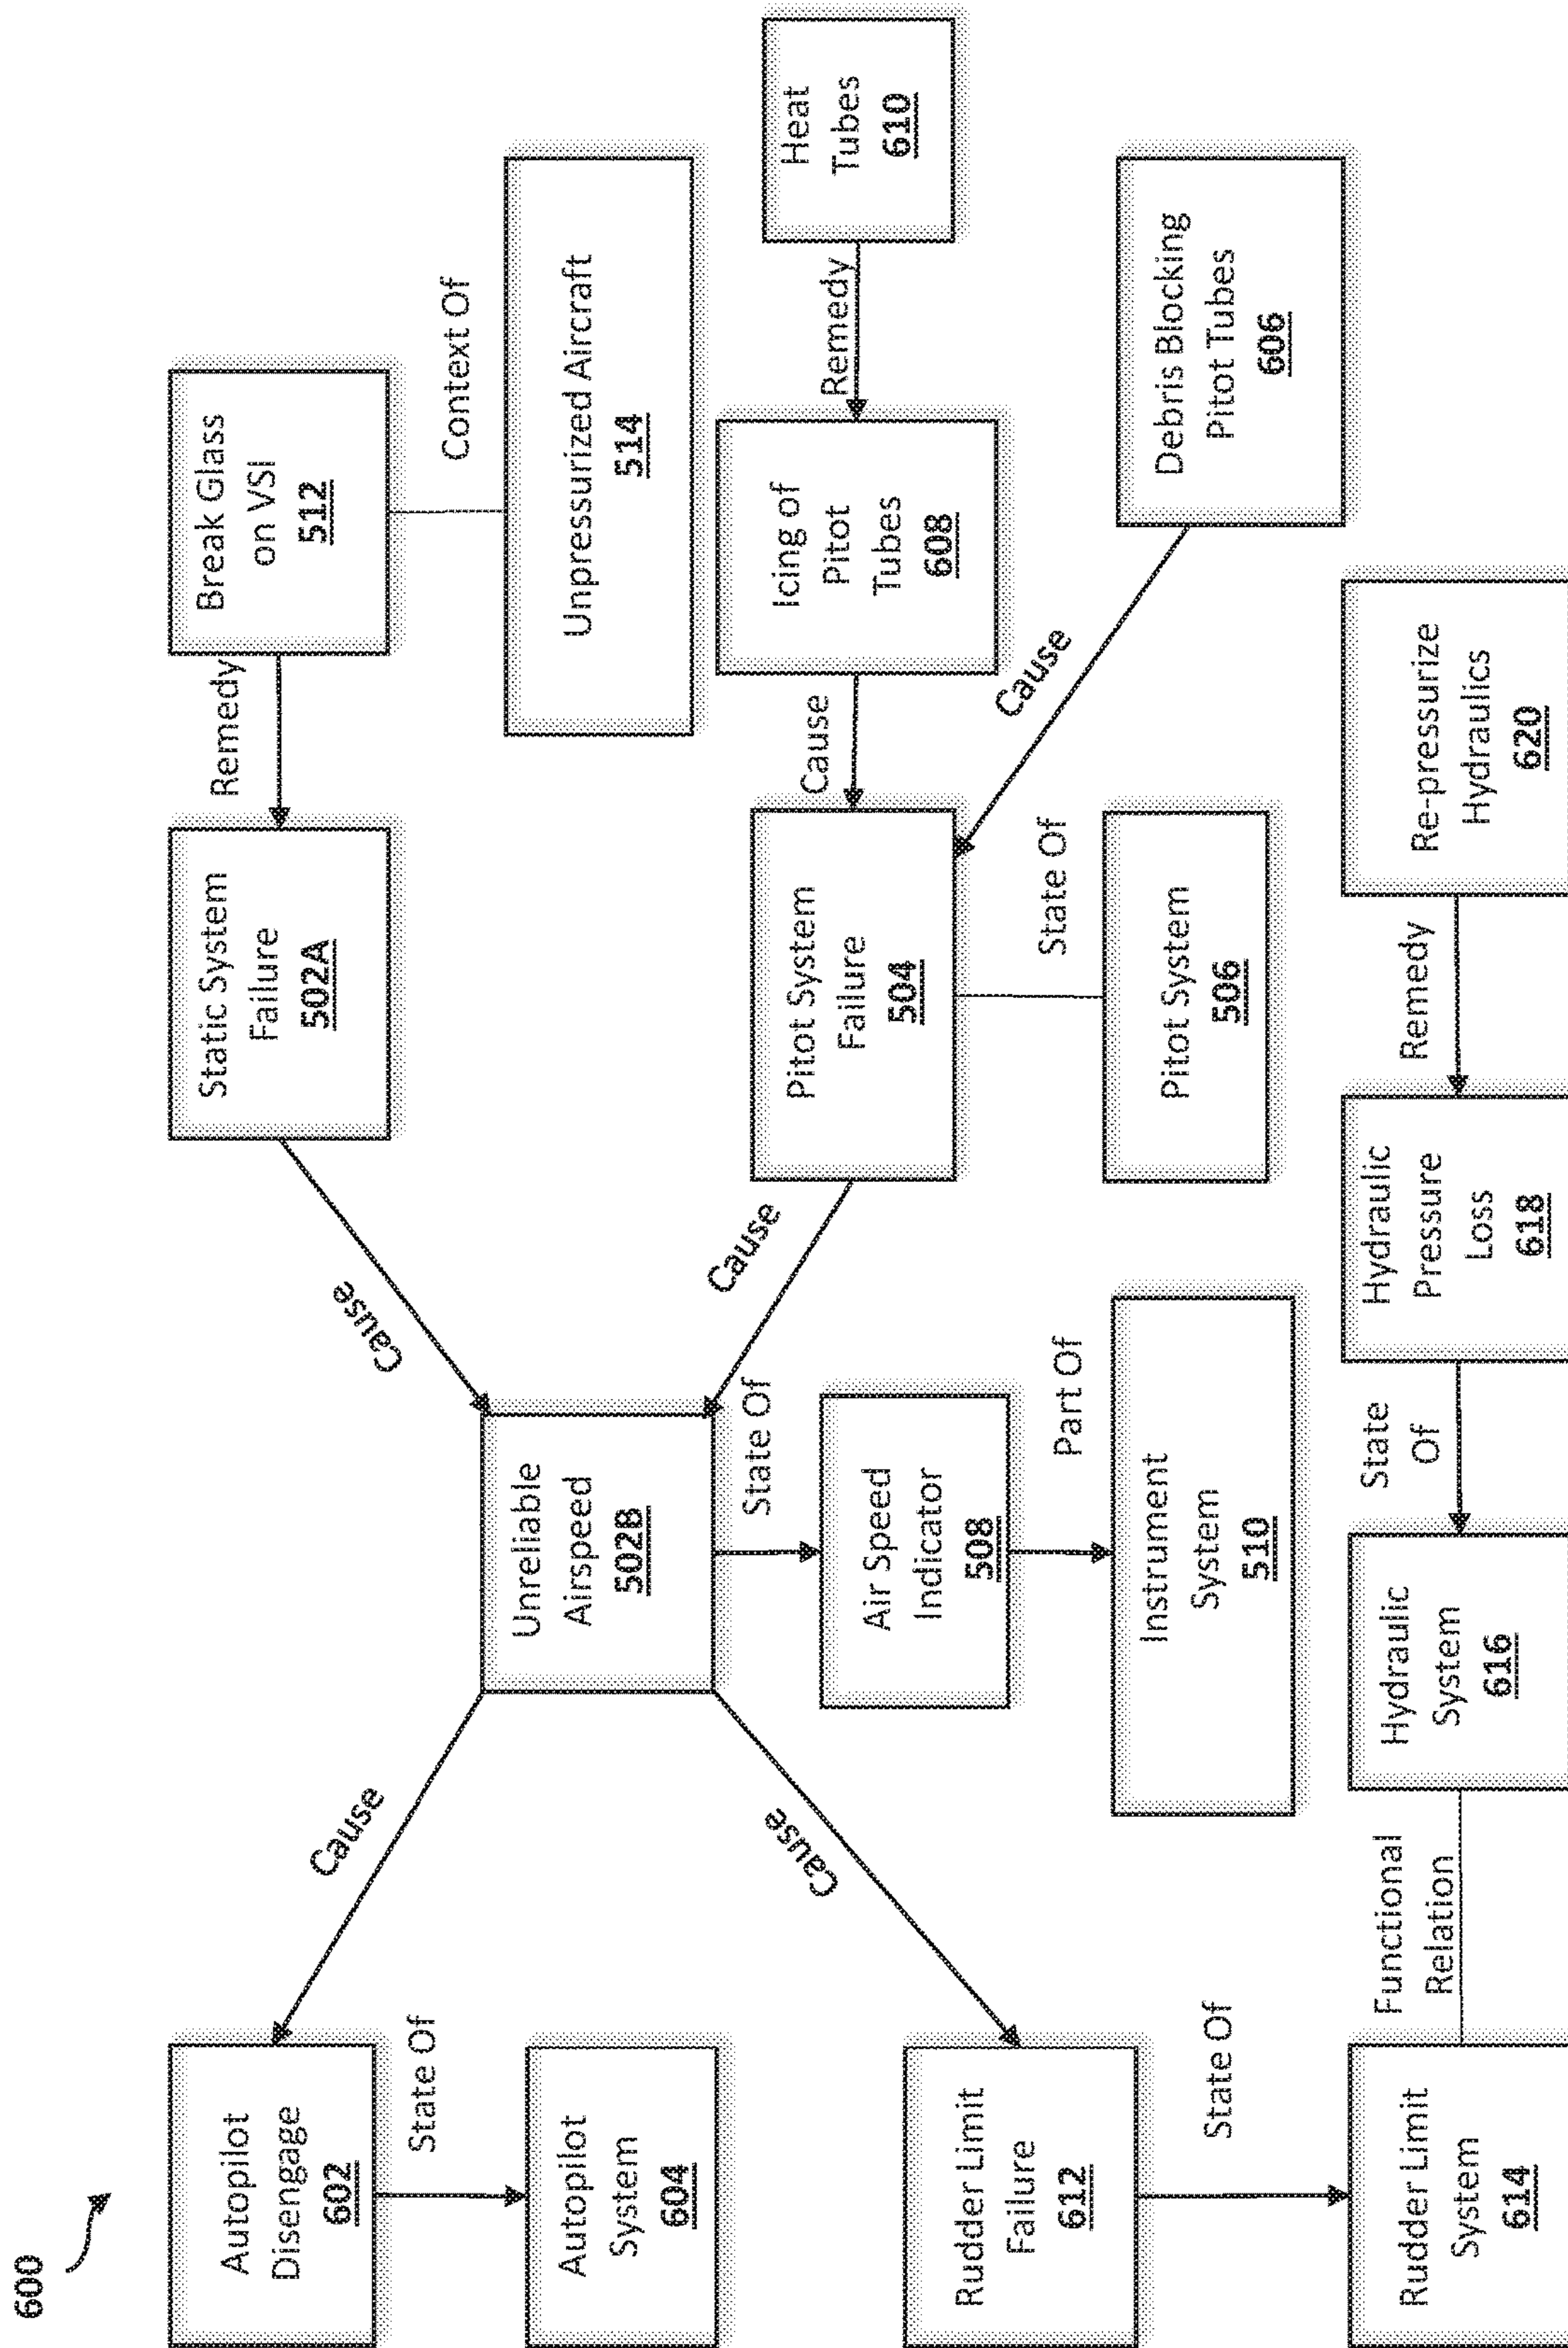 600
Autopilot
Disengage
602
Cause
Cause
Static System
Failure
502A
Remedy
Break Glass
on VSI
512
State Of
Context Of
Autopilot
System
604
Unreliable
Airspeed
502B
Unpressurized Aircraft
514
Cause
State Of
Cause
Pitot System
Failure
504
Cause
Icing of
Pitot
Tubes
608
Remedy
Heat
Tubes
610
Rudder Limit
Failure
612
Air Speed
Indicator
508
State Of
Cause
Part Of
State Of
Instrument
System
510
Pitot System
506
Debris Blocking
Pitot Tubes
606
Rudder Limit
System
614
Functional
Relation
Hydraulic
System
616
State
Of
Hydraulic
Pressure
Loss
618
Remedy
Re-pressurize
Hydraulics
620